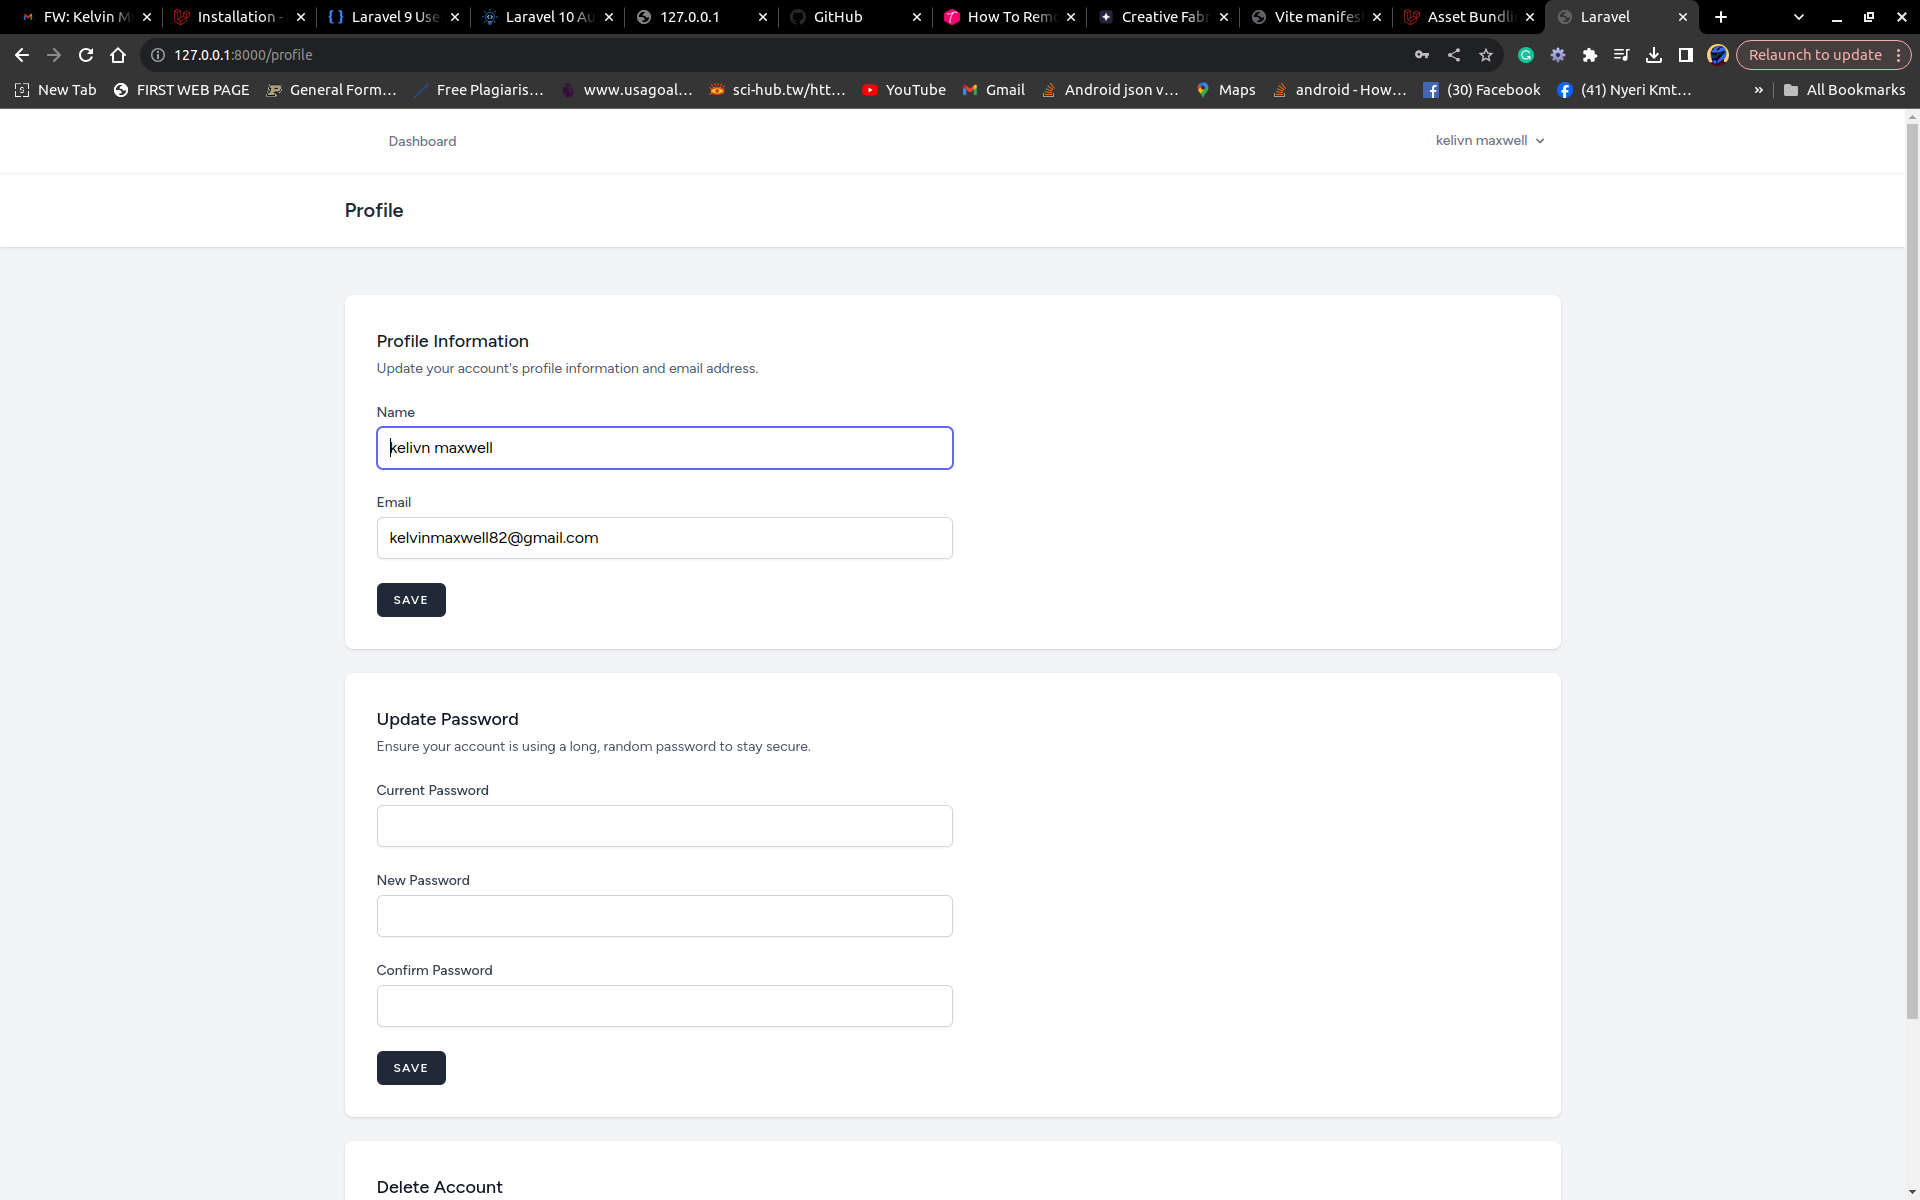 FW: Kelvin M
Installation -
Laravel 9 Use
Laravel 10 Au
127.0.0.1
GitHub
How To Rem
Creative Fabr
Vite manifes
Asset Bundli
Laravel
127.0.0.1:8000/profile
Relaunch to update
New Tab
FIRST WEB PAGE
General Form...
Free Plagiaris...
www.usagoal...
sci-hub.tw/htt...
YouTube
Gmail
Android json v...
Maps
android - How...
(30) Facebook
(41) Nyeri Kmt...
»
All Bookmarks
Dashboard
kelivn maxwell
Profile
Profile Information
Update your account's profile information and email address.
Name
kelivn maxwell
Email
kelvinmaxwell82@gmail.com
SAVE
Update Password
Ensure your account is using a long, random password to stay secure.
Current Password
New Password
Confirm Password
SAVE
Delete Account